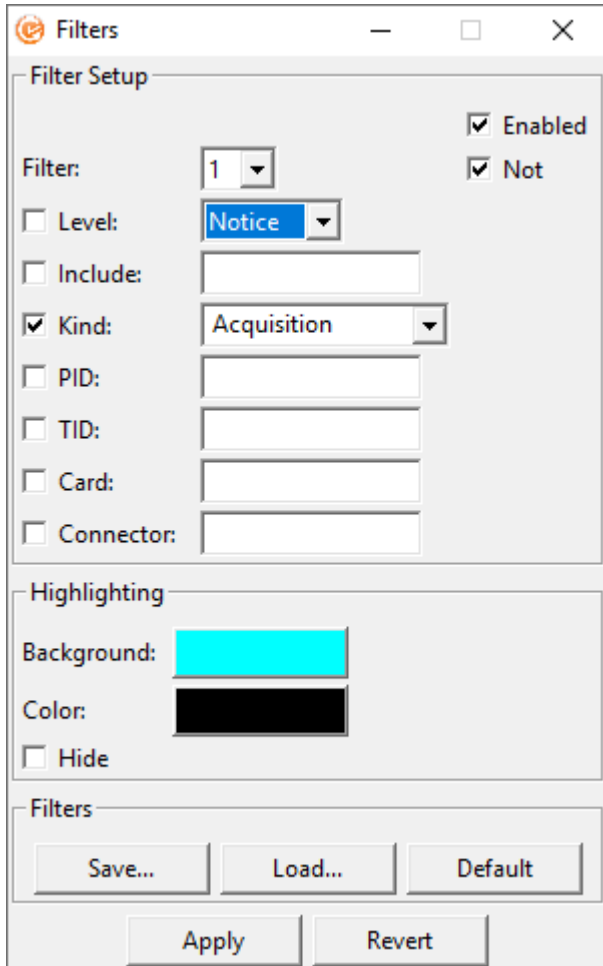 Filters
Filter Setup
Enabled
Filter: 1 Not
Level: Notice
Include:
Kind: Acquisition
PID:
TID:
Card:
Connector:
Highlighting
Background:
Color:
Hide
Filters
Save... Load... Default
Apply Revert